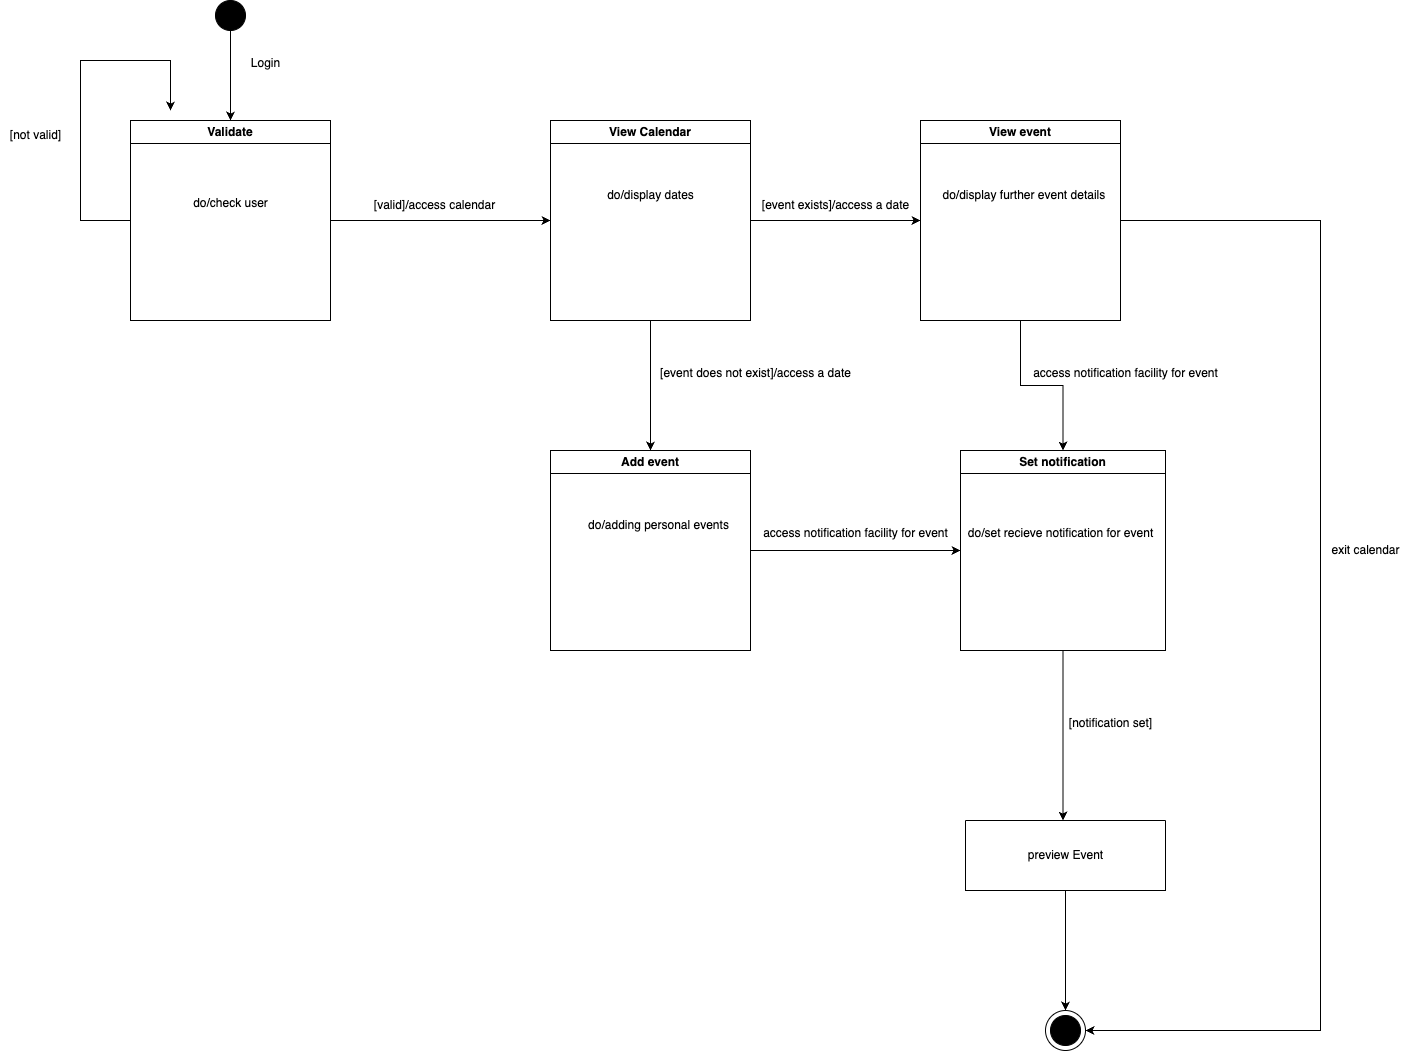 Login
[not valid]
Validate
do/check user
[valid]/access calendar
View Calendar
do/display dates
[event exists]/access a date
View event
do/display further event details
[event does not exist]/access a date
access notification facility for event
Add event
do/adding personal events
access notification facility for event
Set notification
do/set recieve notification for event
exit calendar
[notification set]
preview Event